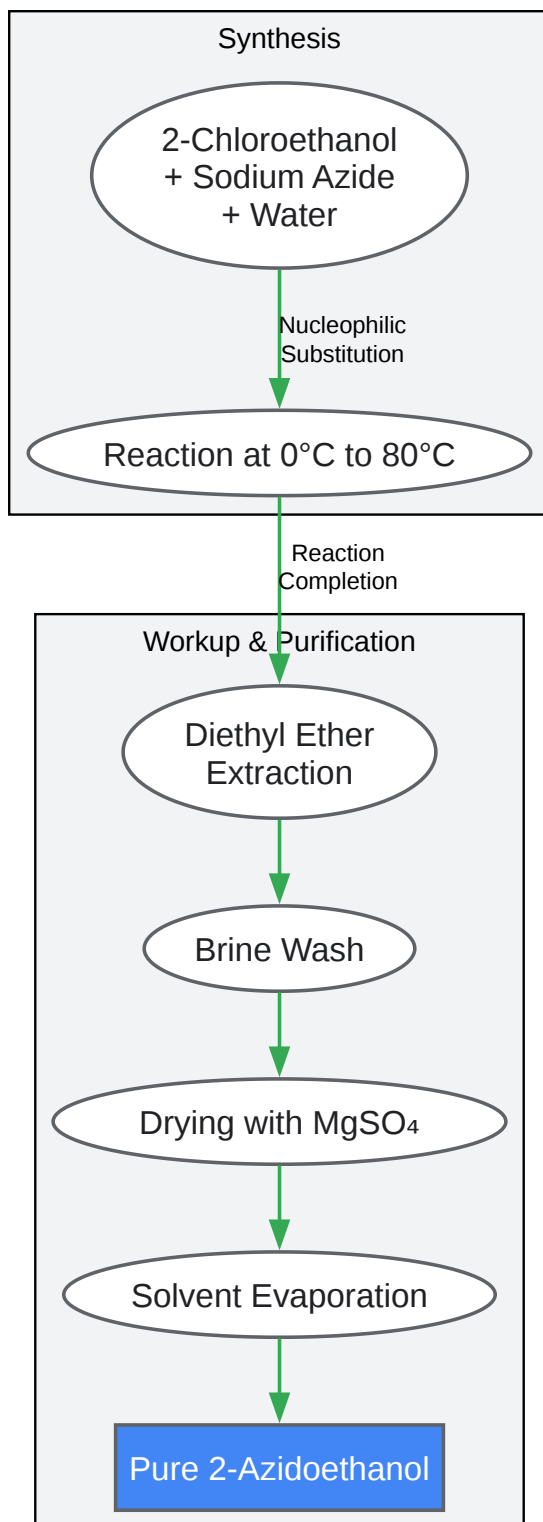 Synthesis
2-Chloroethanol
+ Sodium Azide
+ Water
Nucleophilic
Substitution
Reaction at 0°C to 80°C
Reaction
Completion
Workup & Purification
Diethyl Ether
Extraction
Brine Wash
Drying with MgSO₄
Solvent Evaporation
Pure 2-Azidoethanol